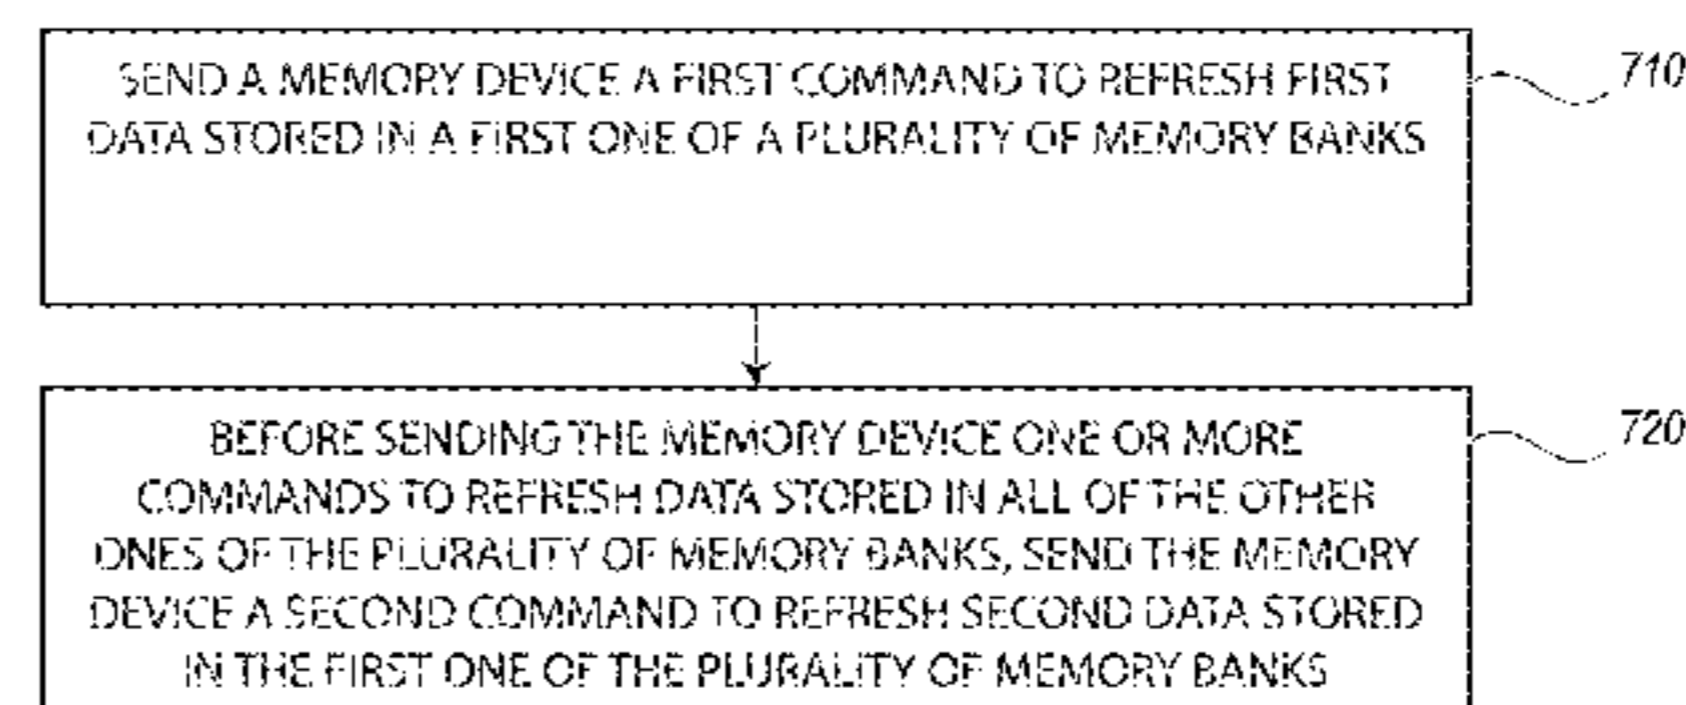 SEND A MEMORY DEVICE A FIRST COMMAND TO REFRESH FIRST
DATA STORED IN A FIRST ONE OF A PLURALITY OF MEMORY BANKS
710
BEFORE SENDING THE MEMORY DEVICE ONE OR MORE
COMMANDS TO REFRESH DATA STORED IN ALL OF THE OTHER
ONES OF THE PLURALITY OF MEMORY BANKS, SEND THE MEMORY
DEVICE A SECOND COMMAND TO REFRESH SECOND DATA STORED
IN THE FIRST ONE OF THE PLURALITY OF MEMORY BANKS
720